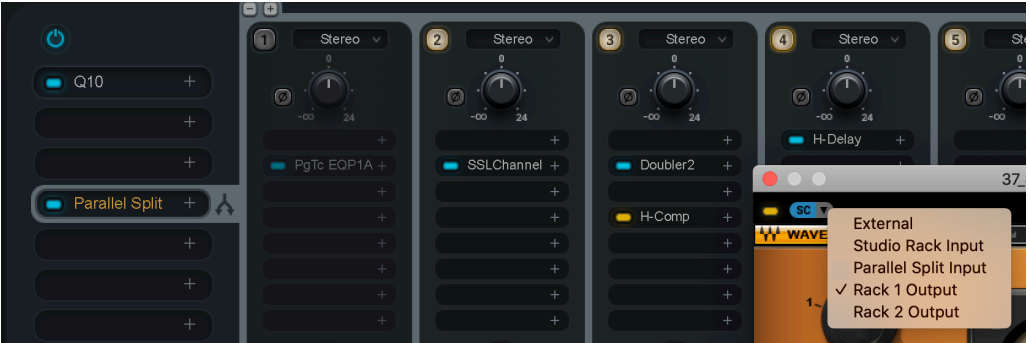 1 Stereo 2 Stereo 3 Stereo 4 Stereo 5
0 0 0 0
Ø Ø Ø Ø Ø
-∞ 24 -∞ 24 -∞ 24 -∞ 24 -∞
Q10
H-Delay
PgTc EQP1A SSLChannel Doubler2
Parallel Split
H-Comp
37_
SC
WAVE
External
Studio Rack Input
Parallel Split Input
✓ Rack 1 Output
Rack 2 Output
1